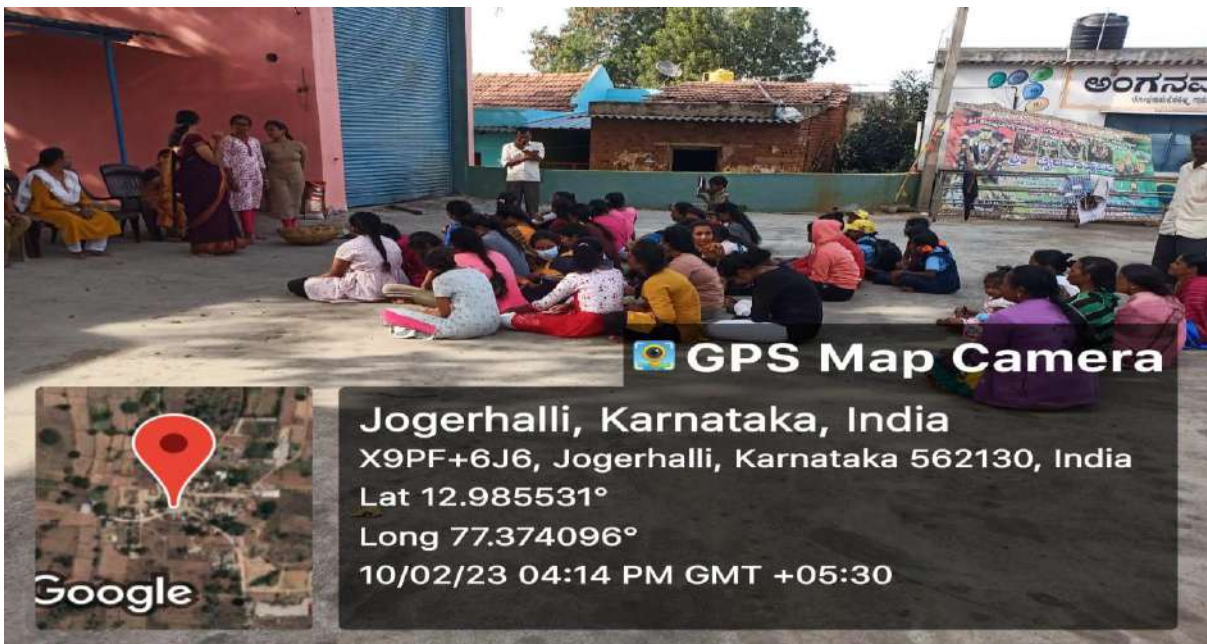 ಅಂಗನವ
GPS Map Camera
Jogerhalli, Karnataka, India
X9PF+6J6, Jogerhalli, Karnataka 562130, India
Lat 12.985531°
Long 77.374096°
10/02/23 04:14 PM GMT +05:30
Google